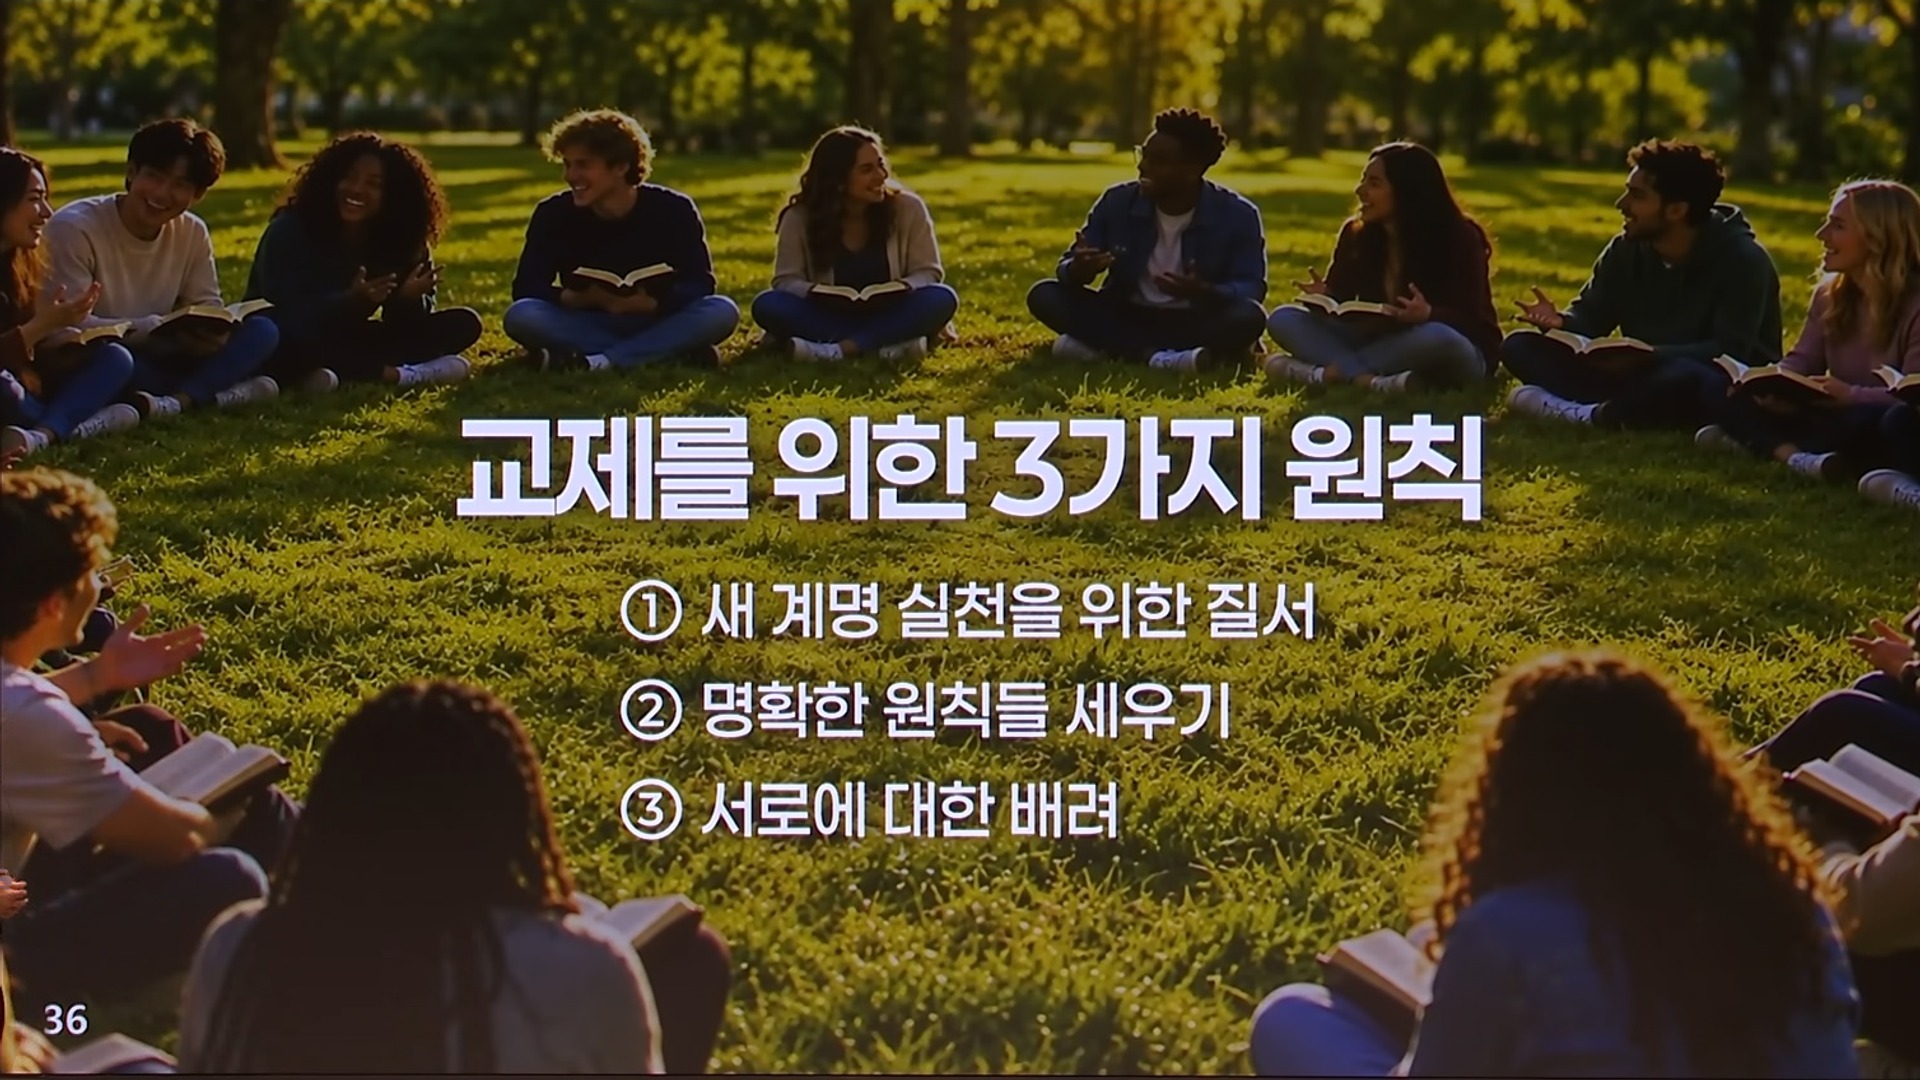 교제를 위한 3가지 원칙
① 새 계명 실천을 위한 질서
② 명확한 원칙들 세우기
③ 서로에 대한 배려
36